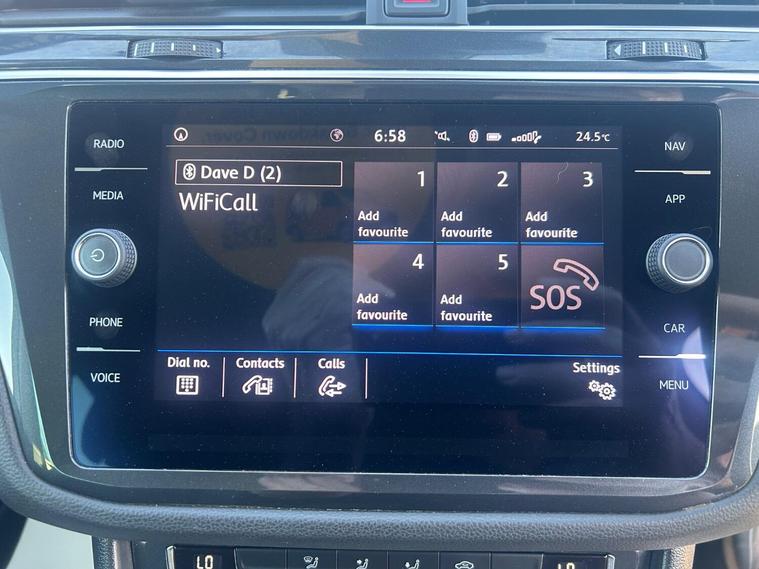 RADIO
MEDIA
PHONE
VOICE
6:58
24.5°C
Dave D (2)
WiFiCall
1
Add
favourite
2
Add
favourite
3
Add
favourite
4
Add
favourite
5
Add
favourite
SOS
Dial no.
Contacts
Calls
Settings
NAV
APP
CAR
MENU
LO
LO